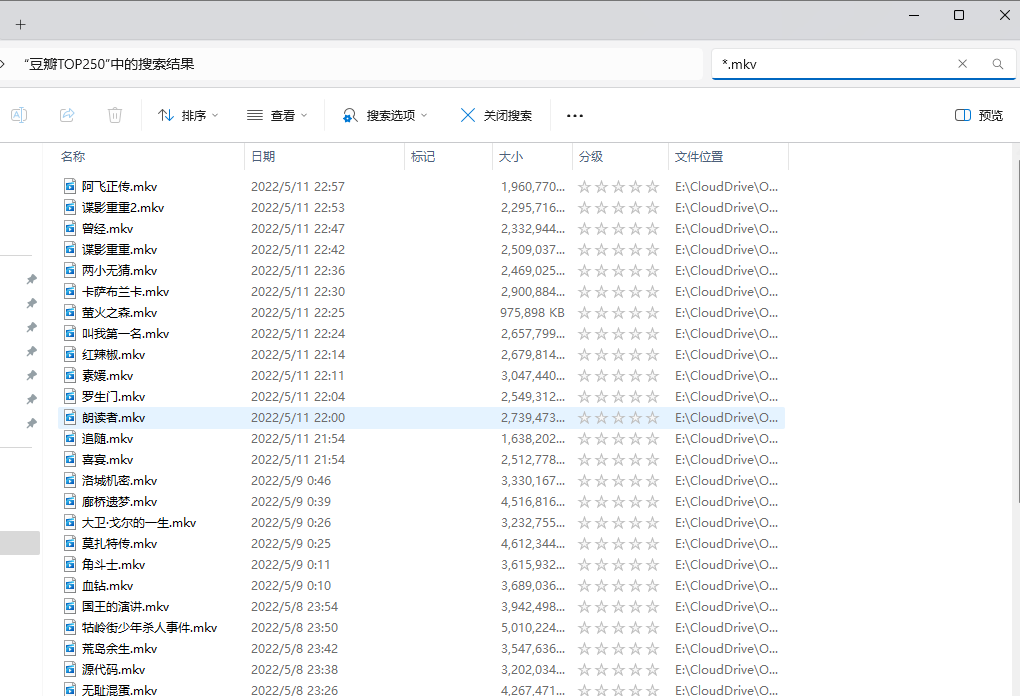 “豆瓣TOP250”中的搜索结果
*.mkv
排序 查看 搜索选项 关闭搜索 ... 预览
名称 日期 标记 大小 分级 文件位置
阿飞正传.mkv 2022/5/11 22:57 1,960,770... E:\CloudDrive\O...
谍影重重2.mkv 2022/5/11 22:53 2,295,716... E:\CloudDrive\O...
曾经.mkv 2022/5/11 22:47 2,332,944... E:\CloudDrive\O...
谍影重重.mkv 2022/5/11 22:42 2,509,037... E:\CloudDrive\O...
两小无猜.mkv 2022/5/11 22:36 2,469,025... E:\CloudDrive\O...
卡萨布兰卡.mkv 2022/5/11 22:30 2,900,884... E:\CloudDrive\O...
萤火之森.mkv 2022/5/11 22:25 975,898 KB E:\CloudDrive\O...
叫我第一名.mkv 2022/5/11 22:24 2,657,799... E:\CloudDrive\O...
红辣椒.mkv 2022/5/11 22:14 2,679,814... E:\CloudDrive\O...
素媛.mkv 2022/5/11 22:11 3,047,440... E:\CloudDrive\O...
罗生门.mkv 2022/5/11 22:04 2,549,312... E:\CloudDrive\O...
朗读者.mkv 2022/5/11 22:00 2,739,473... E:\CloudDrive\O...
追随.mkv 2022/5/11 21:54 1,638,202... E:\CloudDrive\O...
喜宴.mkv 2022/5/11 21:54 2,512,778... E:\CloudDrive\O...
洛城机密.mkv 2022/5/9 0:46 3,330,167... E:\CloudDrive\O...
廊桥遗梦.mkv 2022/5/9 0:39 4,516,816... E:\CloudDrive\O...
大卫·戈尔的一生.mkv 2022/5/9 0:26 3,232,755... E:\CloudDrive\O...
莫扎特传.mkv 2022/5/9 0:25 4,612,344... E:\CloudDrive\O...
角斗士.mkv 2022/5/9 0:11 3,615,932... E:\CloudDrive\O...
血钻.mkv 2022/5/9 0:10 3,689,036... E:\CloudDrive\O...
国王的演讲.mkv 2022/5/8 23:54 3,942,498... E:\CloudDrive\O...
牯岭街少年杀人事件.mkv 2022/5/8 23:50 5,010,224... E:\CloudDrive\O...
荒岛余生.mkv 2022/5/8 23:42 3,547,636... E:\CloudDrive\O...
源代码.mkv 2022/5/8 23:38 3,202,034... E:\CloudDrive\O...
无耻混蛋.mkv 2022/5/8 23:26 4,267,471... E:\CloudDrive\O...